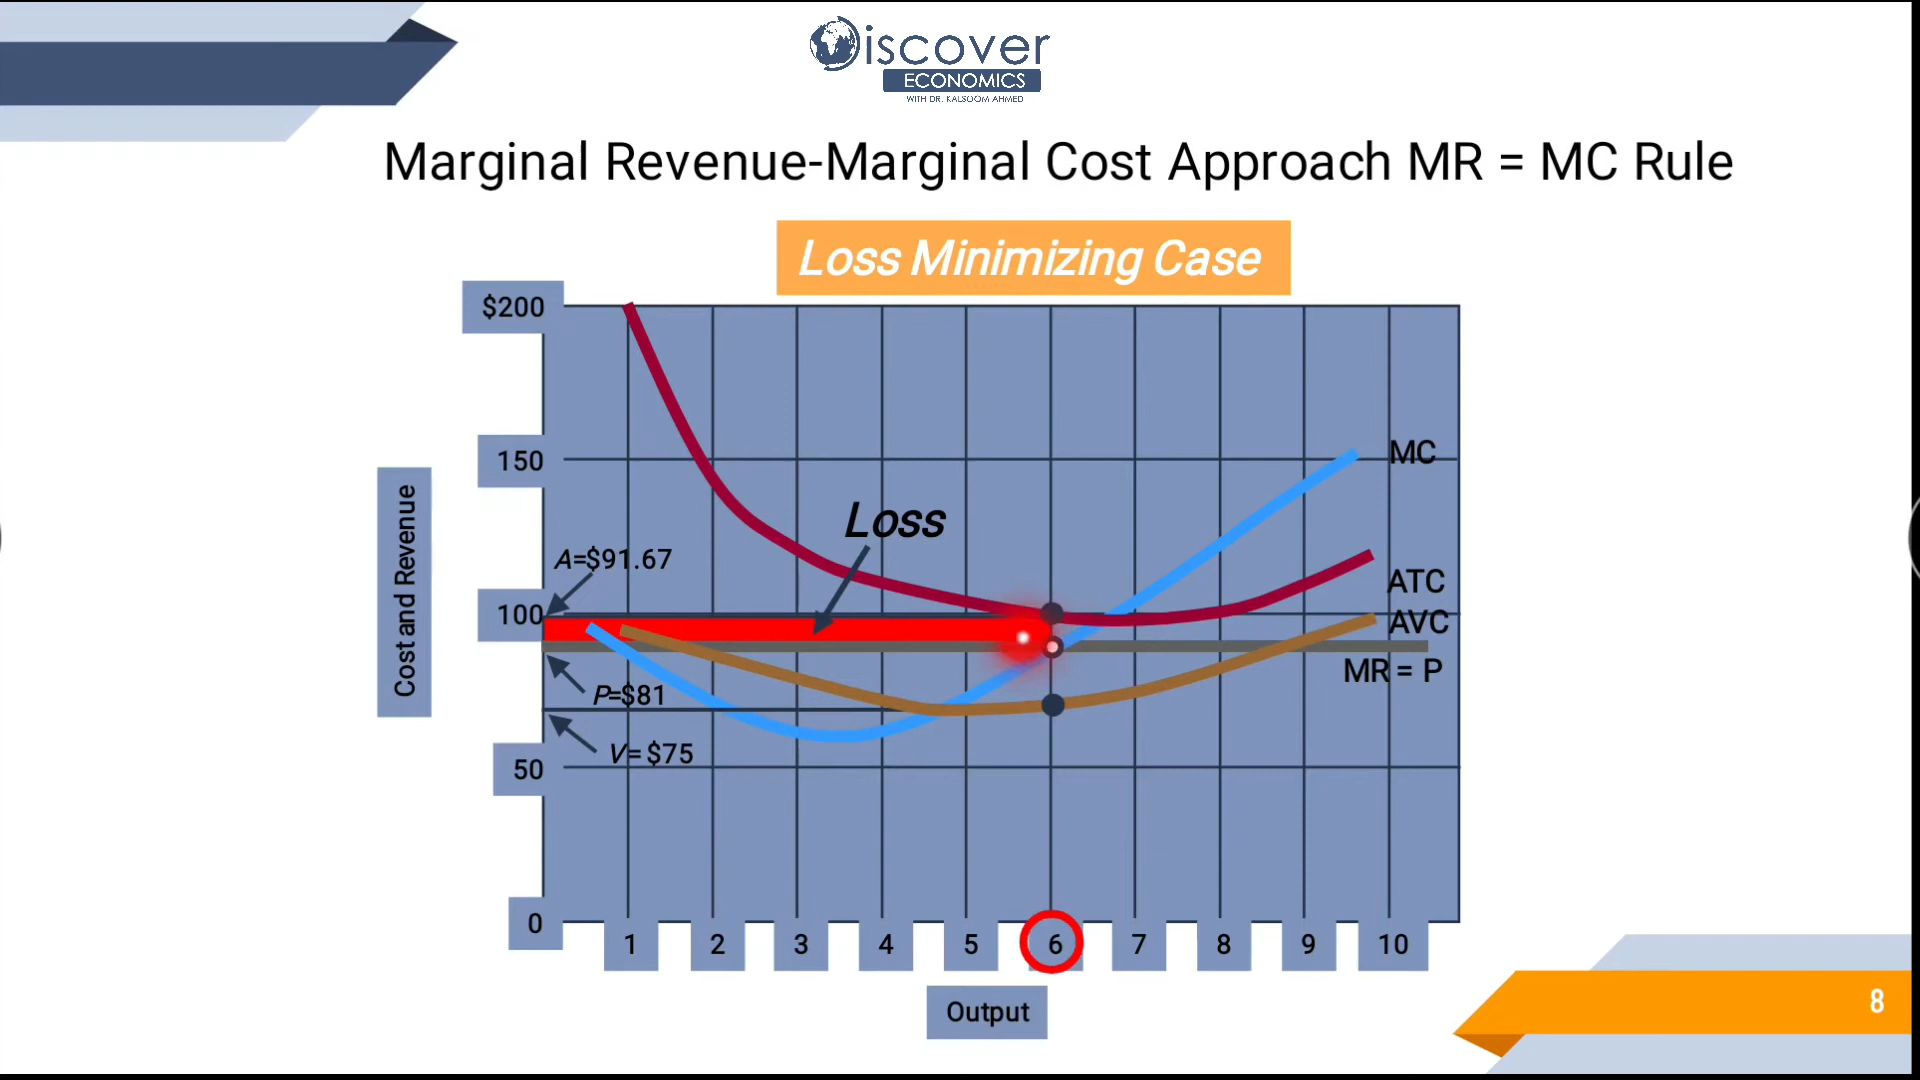 Discover
ECONOMICS
WITH DR. KALSOOM AHMED
Marginal Revenue-Marginal Cost Approach MR = MC Rule
Loss Minimizing Case
$200
150
100
50
0
Cost and Revenue
Loss
A=$91.67
P=$81
V= $75
MC
ATC
AVC
MR = P
1 2 3 4 5 6 7 8 9 10
Output
8